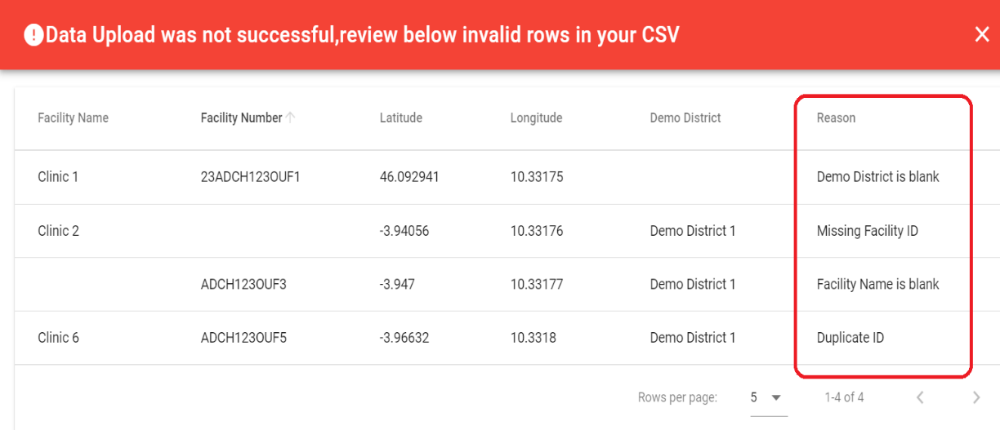 Data Upload was not successful,review below invalid rows in your CSV
Facility Name Facility Number Latitude Longitude Demo District Reason
Clinic 1 23ADCH123OUF1 46.092941 10.33175 Demo District is blank
Clinic 2 -3.94056 10.33176 Demo District 1 Missing Facility ID
ADCH123OUF3 -3.947 10.33177 Demo District 1 Facility Name is blank
Clinic 6 ADCH123OUF5 -3.96632 10.3318 Demo District 1 Duplicate ID
Rows per page: 5 1-4 of 4